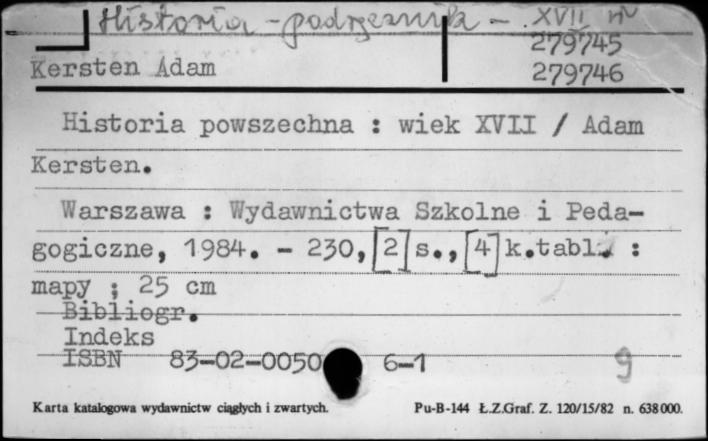 Historia - podręcznik - XVII w
279745
Kersten Adam
279746
Historia powszechna : wiek XVII / Adam
Kersten.
Warszawa : Wydawnictwa Szkolne i Peda-
gogiczne, 1984. - 230, [2] s., [4] k.tabl. :
mapy ; 25 cm
Bibliogr.
Indeks
ISBN 83-02-0050 6-1
9
Karta katalogowa wydawnictw ciągłych i zwartych. Pu-B-144 Ł.Z.Graf. Z. 120/15/82 n. 638000.